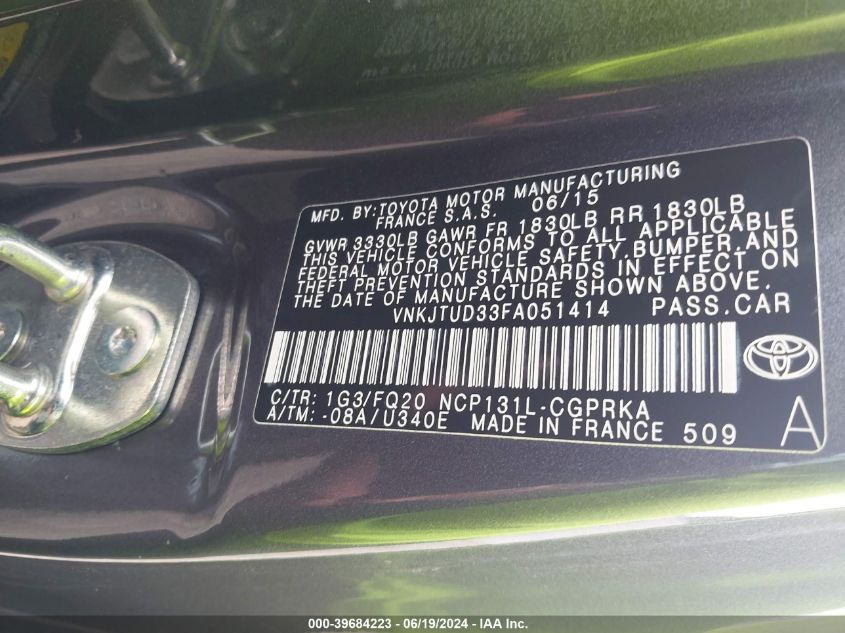 MFD. BY:TOYOTA MOTOR MANUFACTURING
FRANCE S.A.S. 06/15
GVWR 3330LB GAWR FR 1830LB RR 1830LB
THIS VEHICLE CONFORMS TO ALL APPLICABLE
FEDERAL MOTOR VEHICLE SAFETY,BUMPER,AND
THEFT PREVENTION STANDARDS IN EFFECT ON
THE DATE OF MANUFACTURE SHOWN ABOVE.
VNKJTUD33FA051414 PASS.CAR
C/TR: 1G3/FQ20 NCP131L-CGPRKA
A/TM: -08A/U340E MADE IN FRANCE 509 A
000-39684223 - 06/19/2024 - IAA Inc.